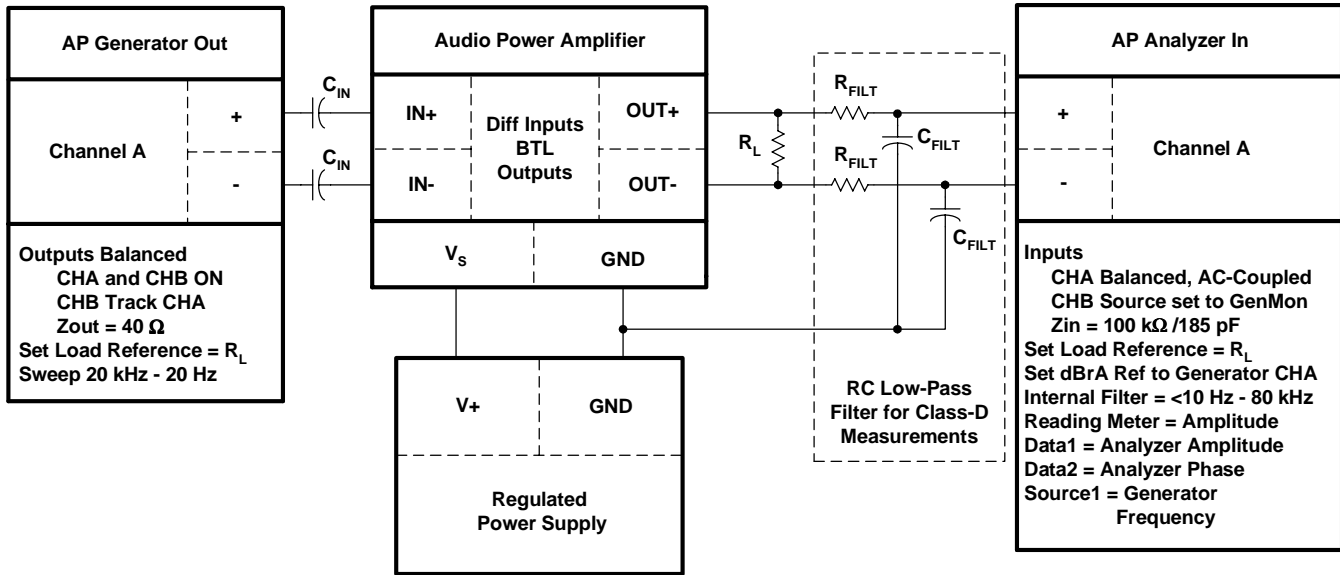 AP Generator Out
Channel A
+
-
Outputs Balanced
CHA and CHB ON
CHB Track CHA
Zout = 40 Ω
Set Load Reference = RL
Sweep 20 kHz - 20 Hz
CIN
CIN
Audio Power Amplifier
IN+
IN-
Diff Inputs
BTL
Outputs
OUT+
OUT-
VS
GND
V+
GND
Regulated
Power Supply
RL
RFILT
RFILT
CFILT
CFILT
RC Low-Pass
Filter for Class-D
Measurements
AP Analyzer In
+
-
Channel A
Inputs
CHA Balanced, AC-Coupled
CHB Source set to GenMon
Zin = 100 kΩ /185 pF
Set Load Reference = RL
Set dBrA Ref to Generator CHA
Internal Filter = <10 Hz - 80 kHz
Reading Meter = Amplitude
Data1 = Analyzer Amplitude
Data2 = Analyzer Phase
Source1 = Generator
Frequency